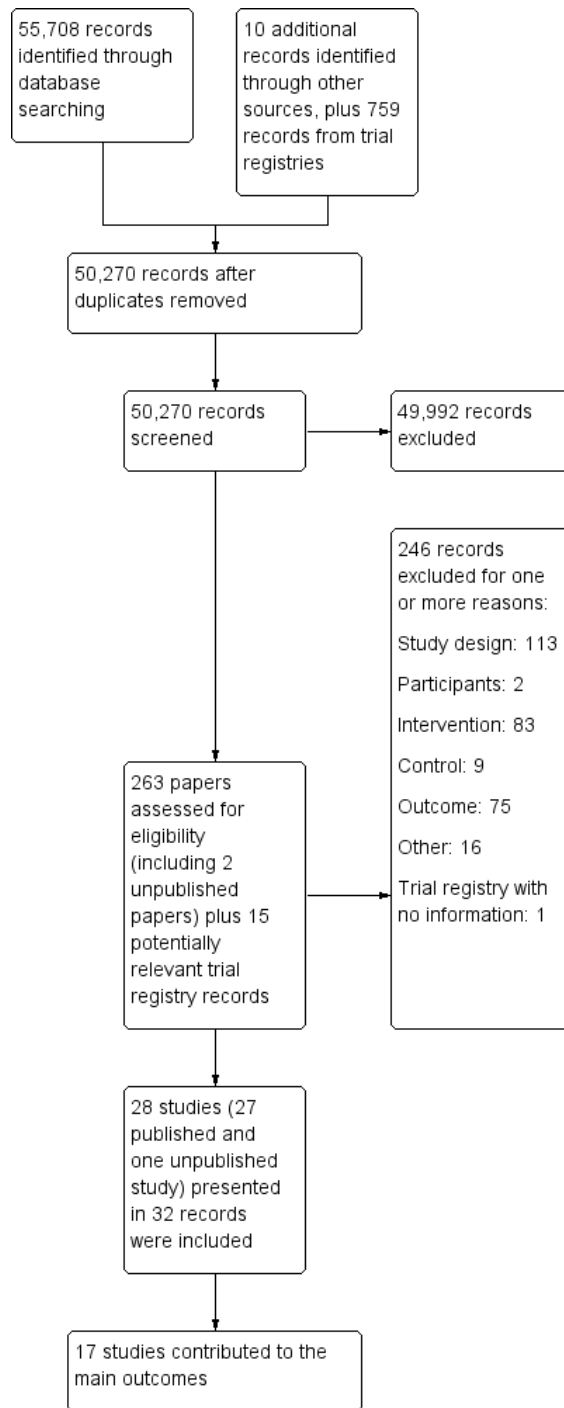 55,708 records
identified through
database
searching
10 additional
records identified
through other
sources, plus 759
records from trial
registries
50,270 records after
duplicates removed
50,270 records
screened
49,992 records
excluded
246 records
excluded for one
or more reasons:
Study design: 113
Participants: 2
Intervention: 83
Control: 9
Outcome: 75
Other: 16
Trial registry with
no information: 1
263 papers
assessed for
eligibility
(including 2
unpublished
papers) plus 15
potentially
relevant trial
registry records
28 studies (27
published and
one unpublished
study) presented
in 32 records
were included
17 studies contributed to the
main outcomes